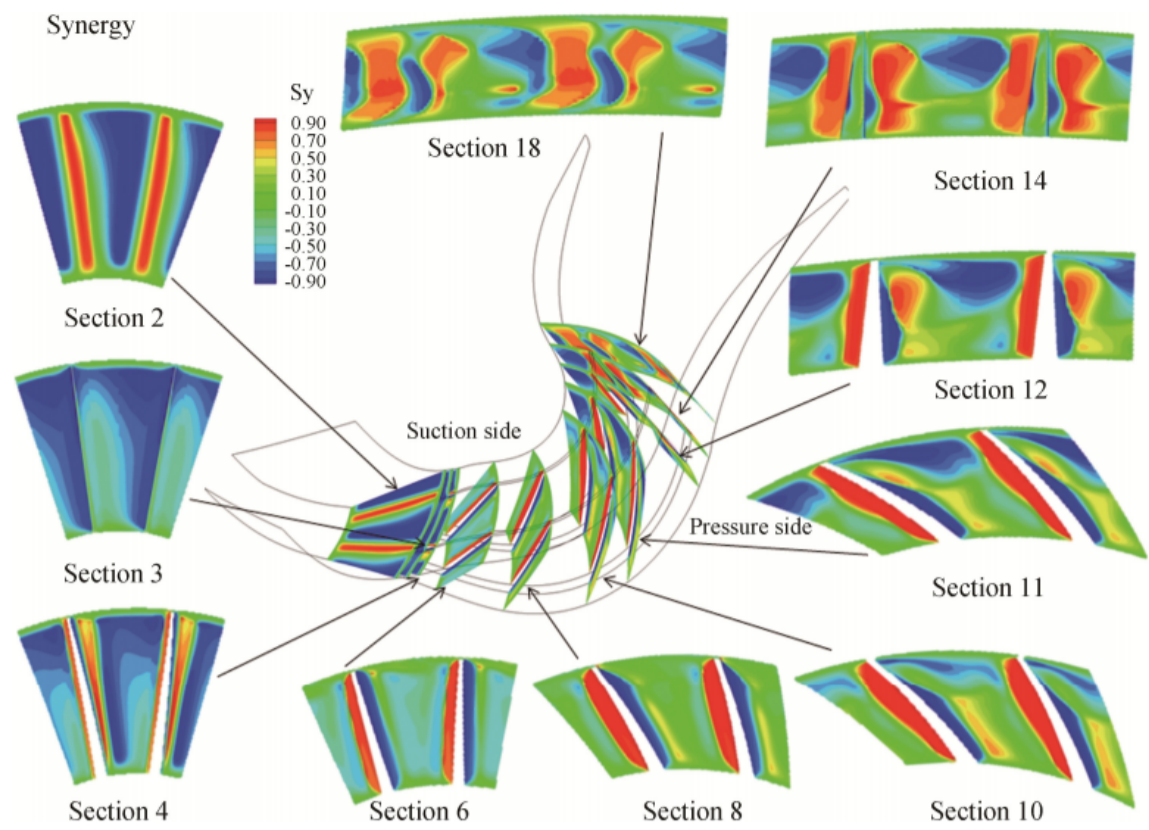 Synergy
Sy
0.90
0.70
0.50
0.30
0.10
-0.10
-0.30
-0.50
-0.70
-0.90
Section 18
Section 14
Section 2
Section 12
Suction side
Pressure side
Section 3
Section 11
Section 4
Section 6
Section 8
Section 10